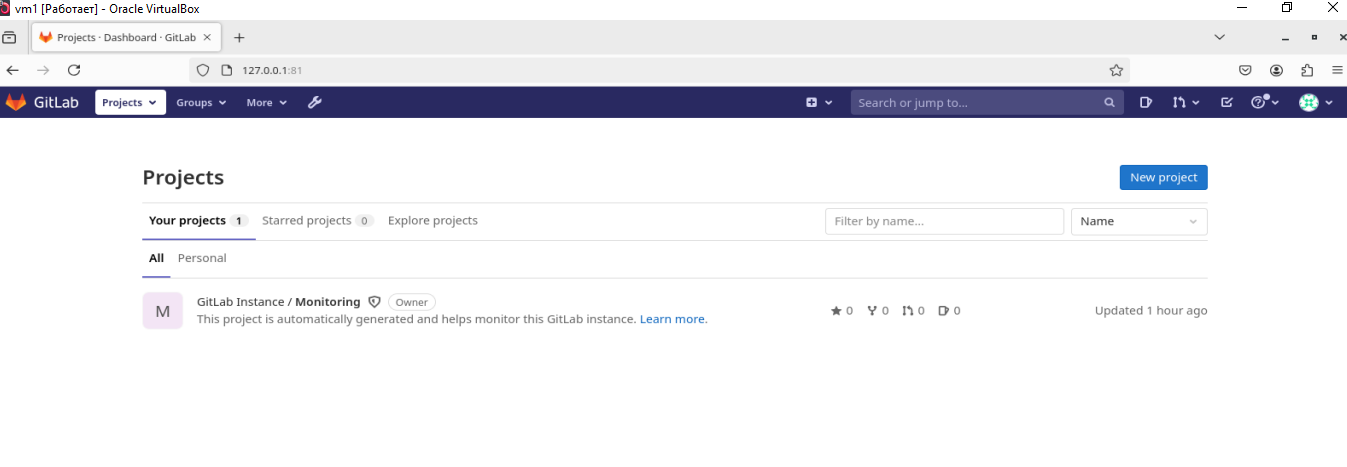 vm1 [Работает] - Oracle VirtualBox
Projects · Dashboard · GitLab
127.0.0.1:81
GitLab Projects Groups More Search or jump to...
Projects New project
Your projects 1 Starred projects 0 Explore projects Filter by name... Name
All Personal
M GitLab Instance / Monitoring Owner 0 0 0 0 Updated 1 hour ago
This project is automatically generated and helps monitor this GitLab instance. Learn more.